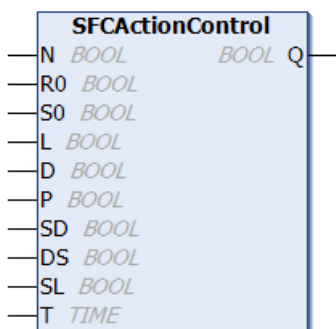 SFCActionControl
N BOOL BOOL Q
R0 BOOL
S0 BOOL
L BOOL
D BOOL
P BOOL
SD BOOL
DS BOOL
SL BOOL
T TIME